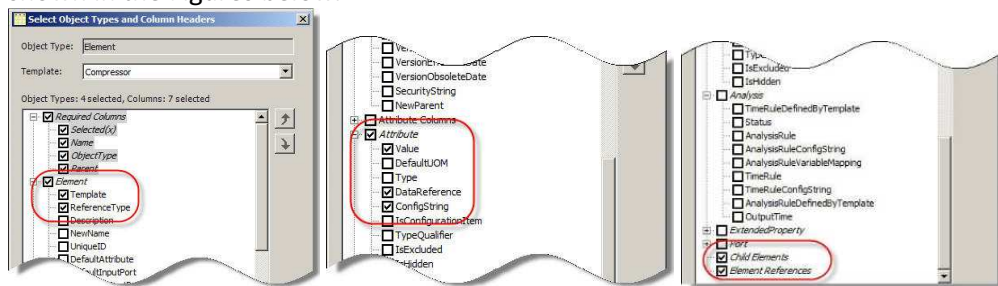 Select Object Types and Column Headers
Object Type: Element
Template: Compressor
Object Types: 4 selected, Columns: 7 selected
Required Columns
Selected(x)
Name
ObjectType
Parent
Element
Template
ReferenceType
Description
NewName
UniqueID
DefaultAttribute
VersionObsoleteDate
SecurityString
NewParent
Attribute Columns
Attribute
Value
DefaultUOM
Type
DataReference
ConfigString
IsConfigurationItem
TypeQualifier
IsExcluded
IsExcluded
IsHidden
Analysis
TimeRuleDefinedByTemplate
Status
AnalysisRule
AnalysisRuleConfigString
AnalysisRuleVariableMapping
TimeRule
TimeRuleConfigString
AnalysisRuleDefinedByTemplate
OutputTime
ExtendedProperty
Port
Child Elements
Element References